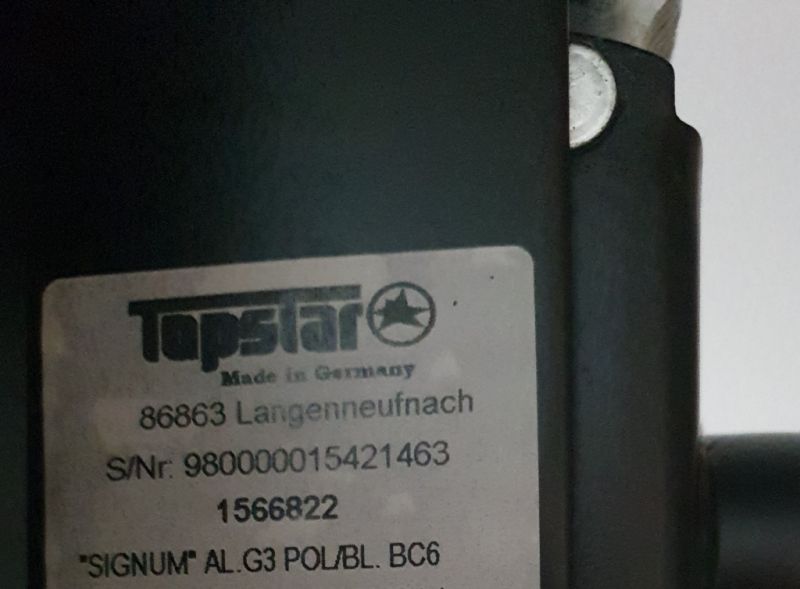 Topstar
Made in Germany
86863 Langenneufnach
S/Nr: 980000015421463
1566822
"SIGNUM" AL.G3 POL/BL. BC6